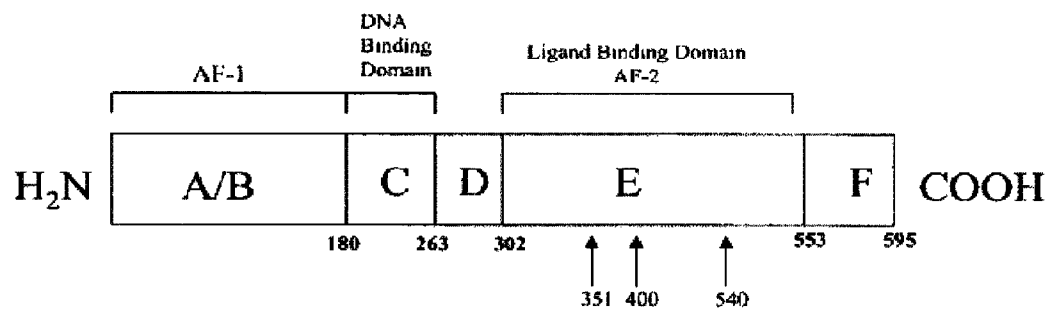 DNA
Binding
Domain
Ligand Binding Domain
AF-1
AF-2
H₂N A/B C D E F COOH
180 263 302 553 595
351 400 540